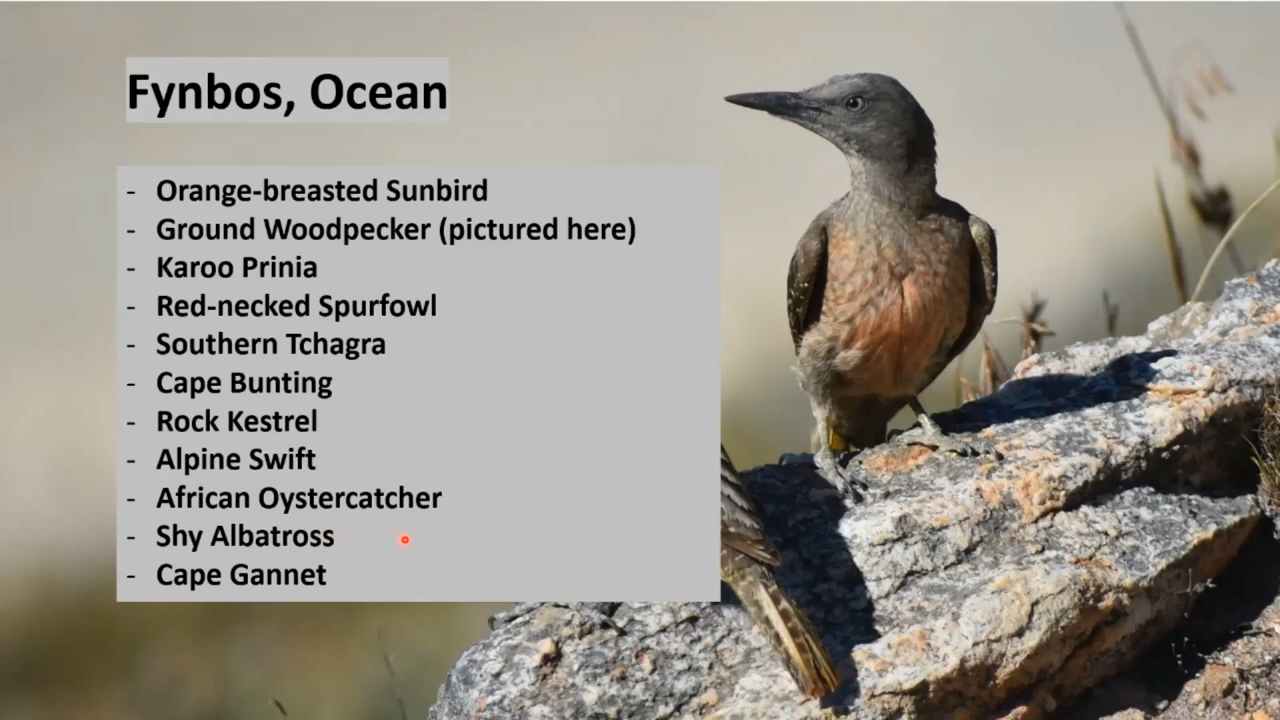 Fynbos, Ocean
- Orange-breasted Sunbird
- Ground Woodpecker (pictured here)
- Karoo Prinia
- Red-necked Spurfowl
- Southern Tchagra
- Cape Bunting
- Rock Kestrel
- Alpine Swift
- African Oystercatcher
- Shy Albatross
- Cape Gannet